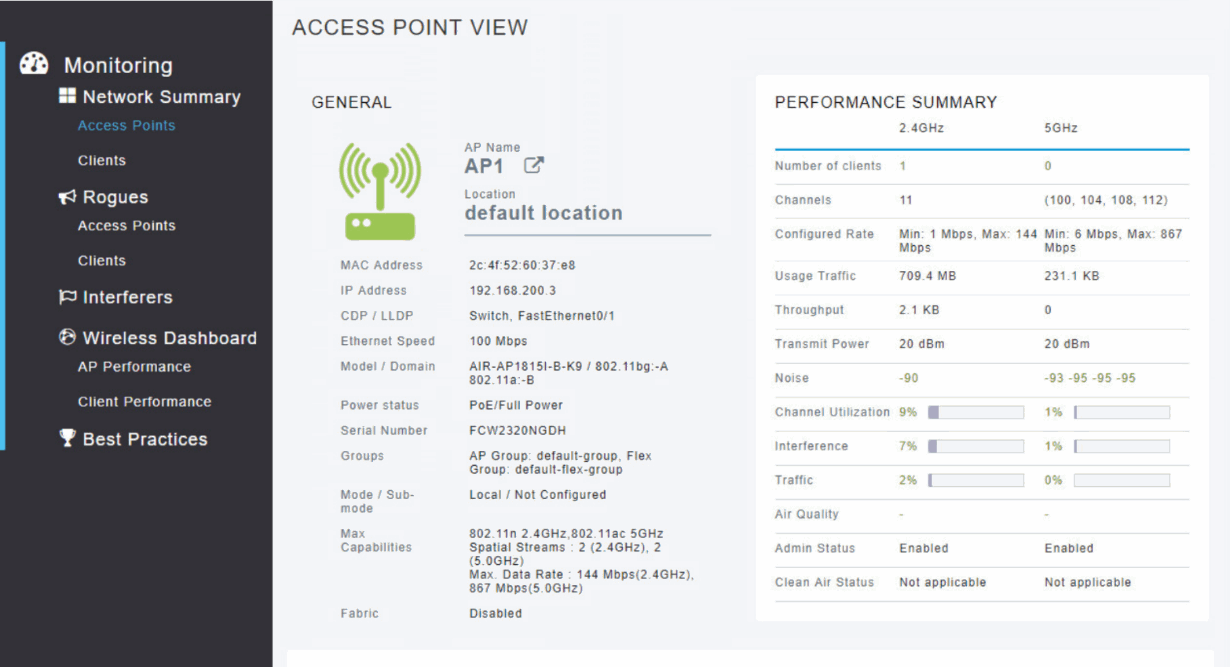 ACCESS POINT VIEW
Monitoring
Network Summary
Access Points
Clients
Rogues
Access Points
Clients
Interferers
Wireless Dashboard
AP Performance
Client Performance
Best Practices
GENERAL
AP Name
AP1
Location
default location
MAC Address 2c:4f:52:60:37:e8
IP Address 192.168.200.3
CDP / LLDP Switch, FastEthernet0/1
Ethernet Speed 100 Mbps
Model / Domain AIR-AP1815I-B-K9 / 802.11bg:-A
802.11a:-B
Power status PoE/Full Power
Serial Number FCW2320NGDH
Groups AP Group: default-group, Flex
Group: default-flex-group
Mode / Sub- Local / Not Configured
mode
Max 802.11n 2.4GHz,802.11ac 5GHz
Capabilities Spatial Streams : 2 (2.4GHz), 2
(5.0GHz)
Max. Data Rate : 144 Mbps(2.4GHz),
867 Mbps(5.0GHz)
Fabric Disabled
PERFORMANCE SUMMARY
2.4GHz 5GHz
Number of clients 1 0
Channels 11 (100, 104, 108, 112)
Configured Rate Min: 1 Mbps, Max: 144 Min: 6 Mbps, Max: 867
Mbps Mbps
Usage Traffic 709.4 MB 231.1 KB
Throughput 2.1 KB 0
Transmit Power 20 dBm 20 dBm
Noise -90 -93 -95 -95 -95
Channel Utilization 9% 1%
Interference 7% 1%
Traffic 2% 0%
Air Quality - -
Admin Status Enabled Enabled
Clean Air Status Not applicable Not applicable